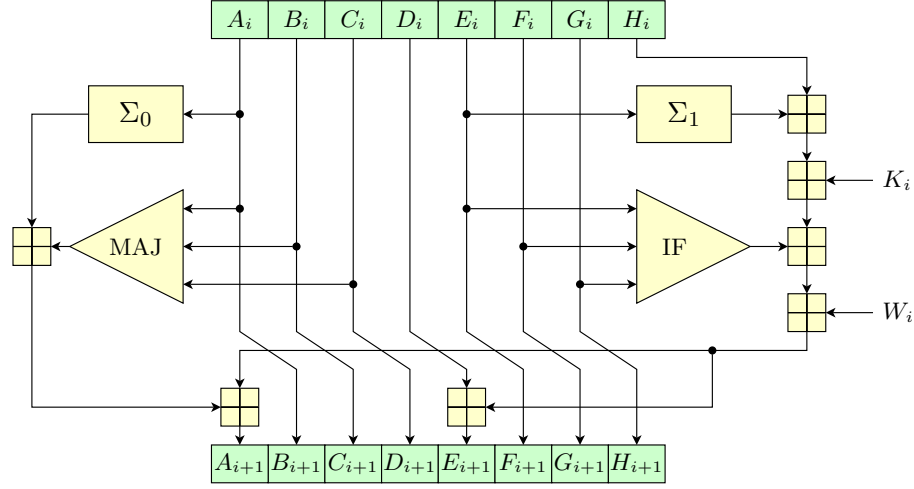 A_i B_i C_i D_i E_i F_i G_i H_i
Σ_0 Σ_1
K_i
MAJ IF
W_i
A_{i+1} B_{i+1} C_{i+1} D_{i+1} E_{i+1} F_{i+1} G_{i+1} H_{i+1}